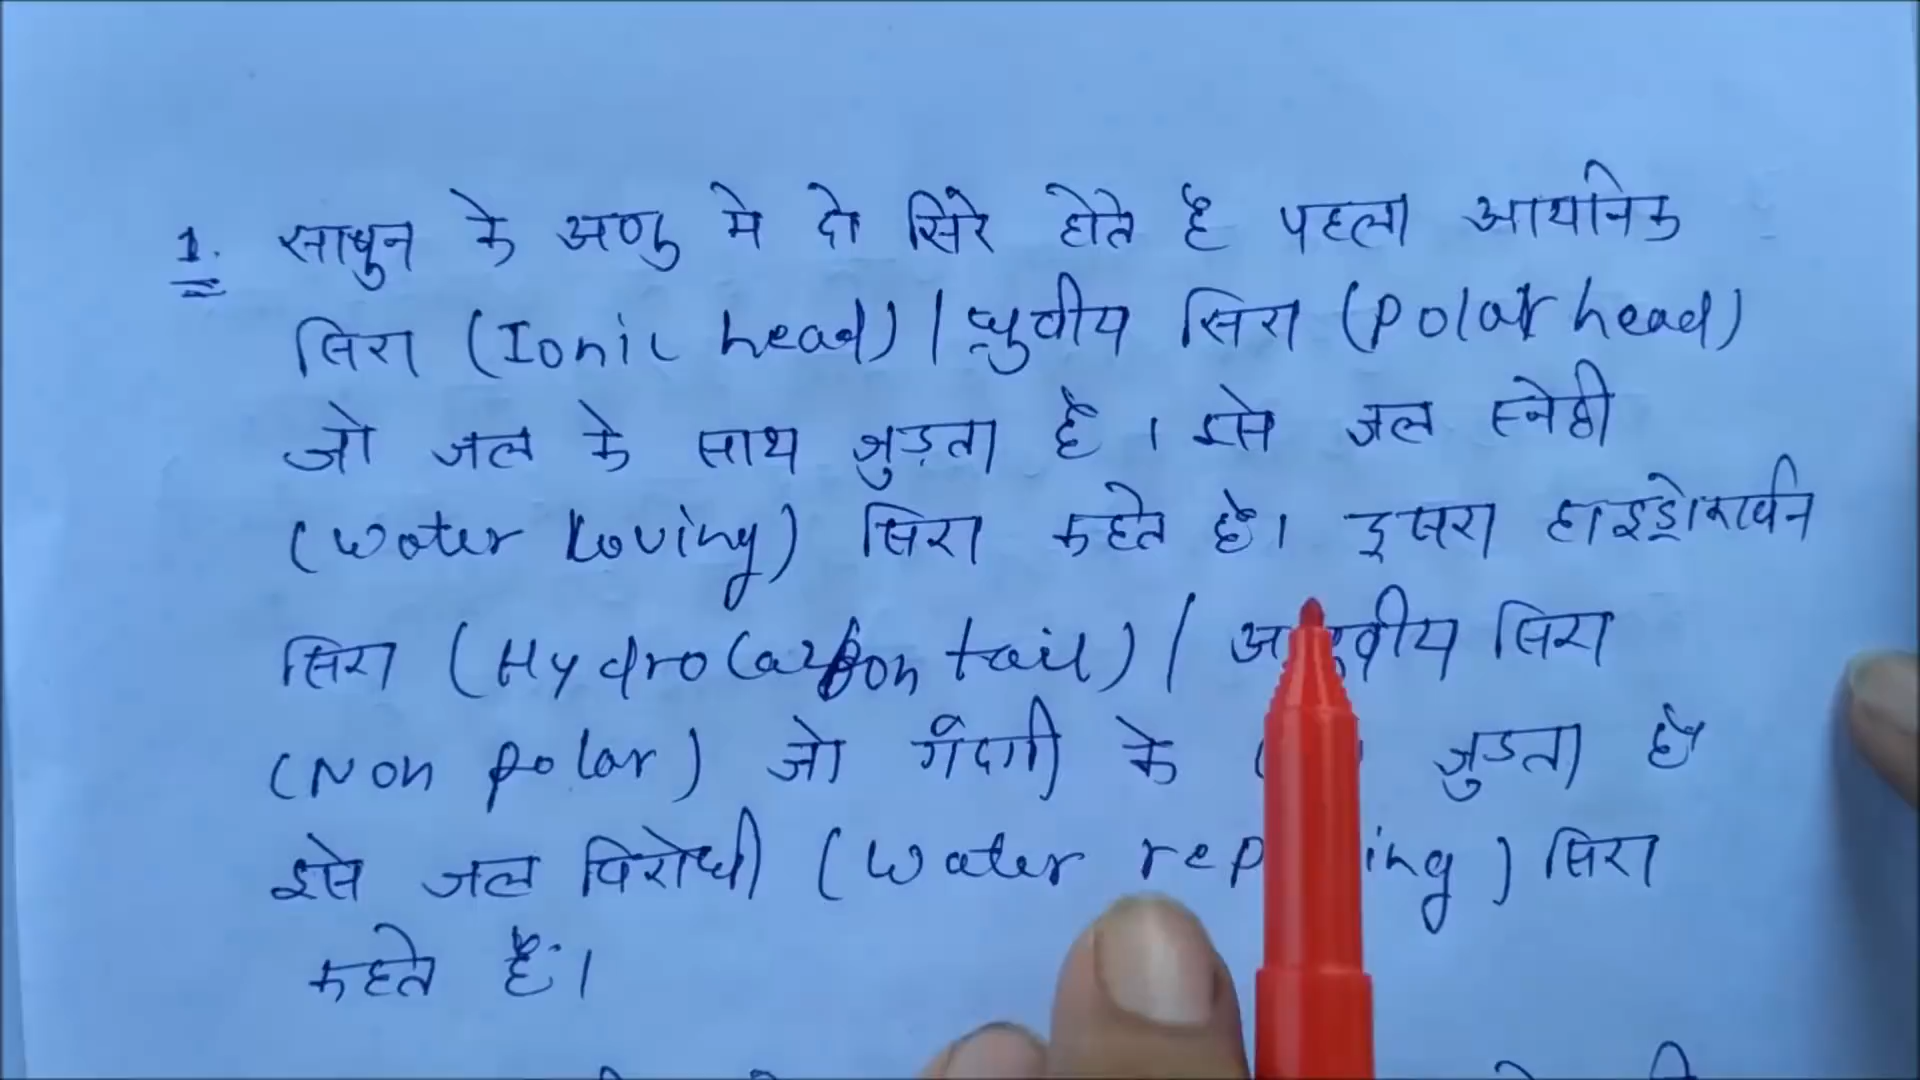 1. साबुन के अणु मे दो सिरे होते है पहला आयनिक
सिरा (Ionic head) / ध्रुवीय सिरा (Polar head)
जो जल के साथ जुड़ता है । इसे जल स्नेही
(water loving) सिरा कहते है। दूसरा हाइड्रोकार्बन
सिरा (Hydrocarbon tail) / सिरा
(Non polar) जो गंदगी के जुडता है
इसे जल विरोधी (water सिरा
कहते है।